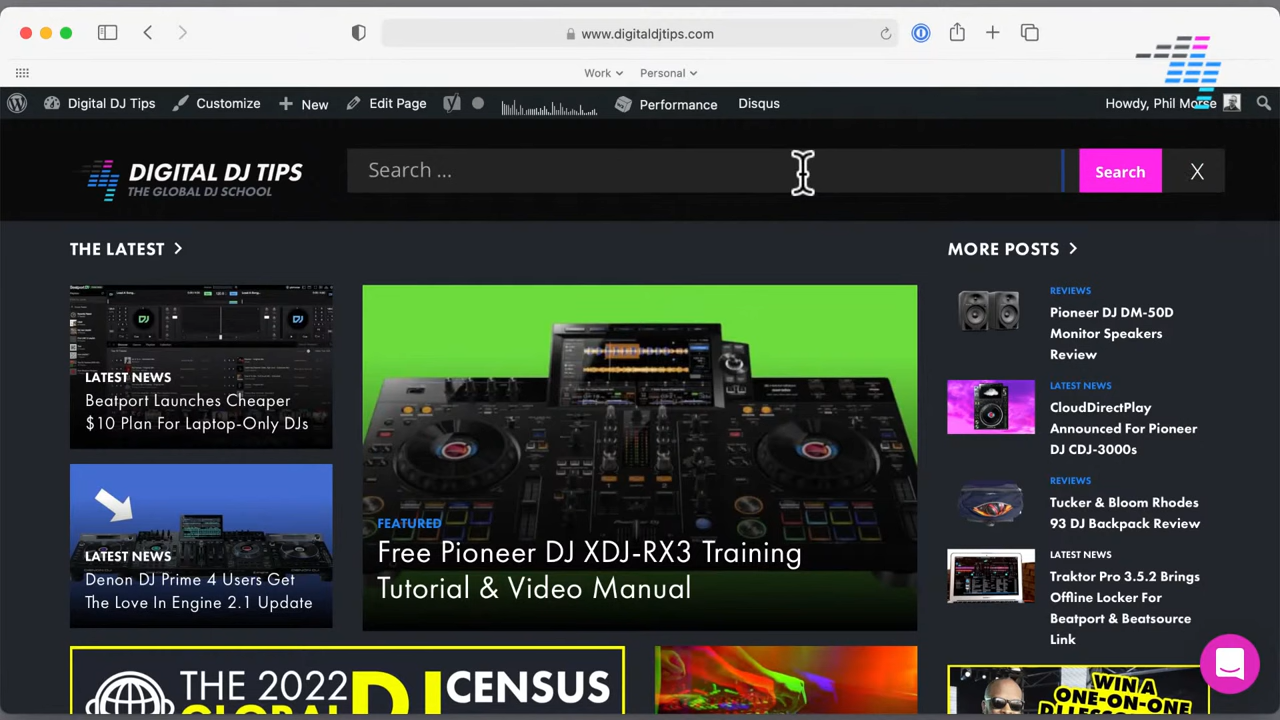 www.digitaldjtips.com
Work
Personal
Digital DJ Tips
Customize
New
Edit Page
Performance
Disqus
Howdy, Phil Morse
DIGITAL DJ TIPS
THE GLOBAL DJ SCHOOL
Search ...
Search
X
THE LATEST
MORE POSTS
LATEST NEWS
Beatport Launches Cheaper
$10 Plan For Laptop-Only DJs
LATEST NEWS
Denon DJ Prime 4 Users Get
The Love In Engine 2.1 Update
FEATURED
Free Pioneer DJ XDJ-RX3 Training
Tutorial & Video Manual
REVIEWS
Pioneer DJ DM-50D
Monitor Speakers
Review
LATEST NEWS
CloudDirectPlay
Announced For Pioneer
DJ CDJ-3000s
REVIEWS
Tucker & Bloom Rhodes
93 DJ Backpack Review
LATEST NEWS
Traktor Pro 3.5.2 Brings
Offline Locker For
Beatport & Beatsource
Link
THE 2022
GLOBAL
DJ
CENSUS
WIN A
ONE-ON-ONE